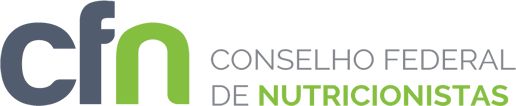 cfn
CONSELHO FEDERAL
DE NUTRICIONISTAS